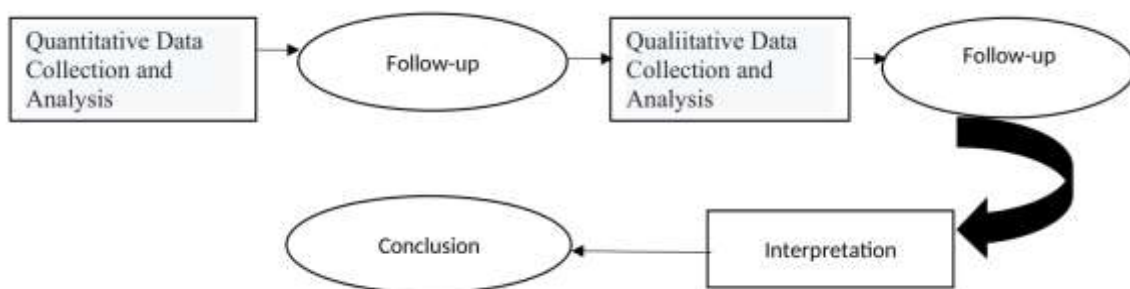 Quantitative Data
Collection and
Analysis
Follow-up
Qualiitative Data
Collection and
Analysis
Follow-up
Interpretation
Conclusion